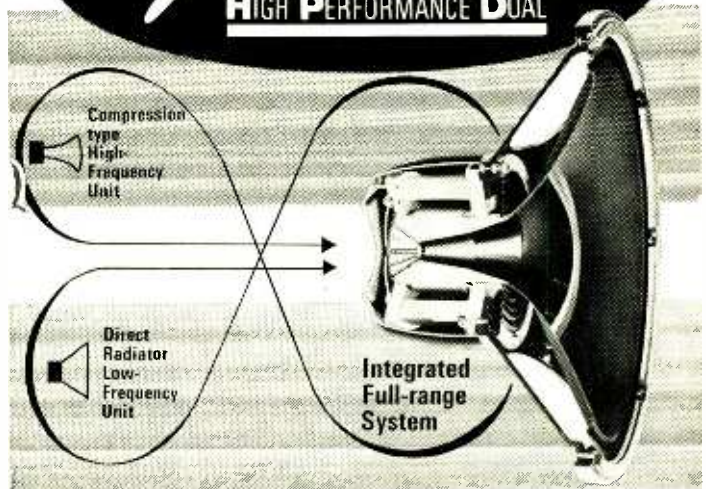 HIGH PERFORMANCE DUAL
Compression
type
High-
Frequency
Unit
Direct
Radiator
Low-
Frequency
Unit
Integrated
Full-range
System